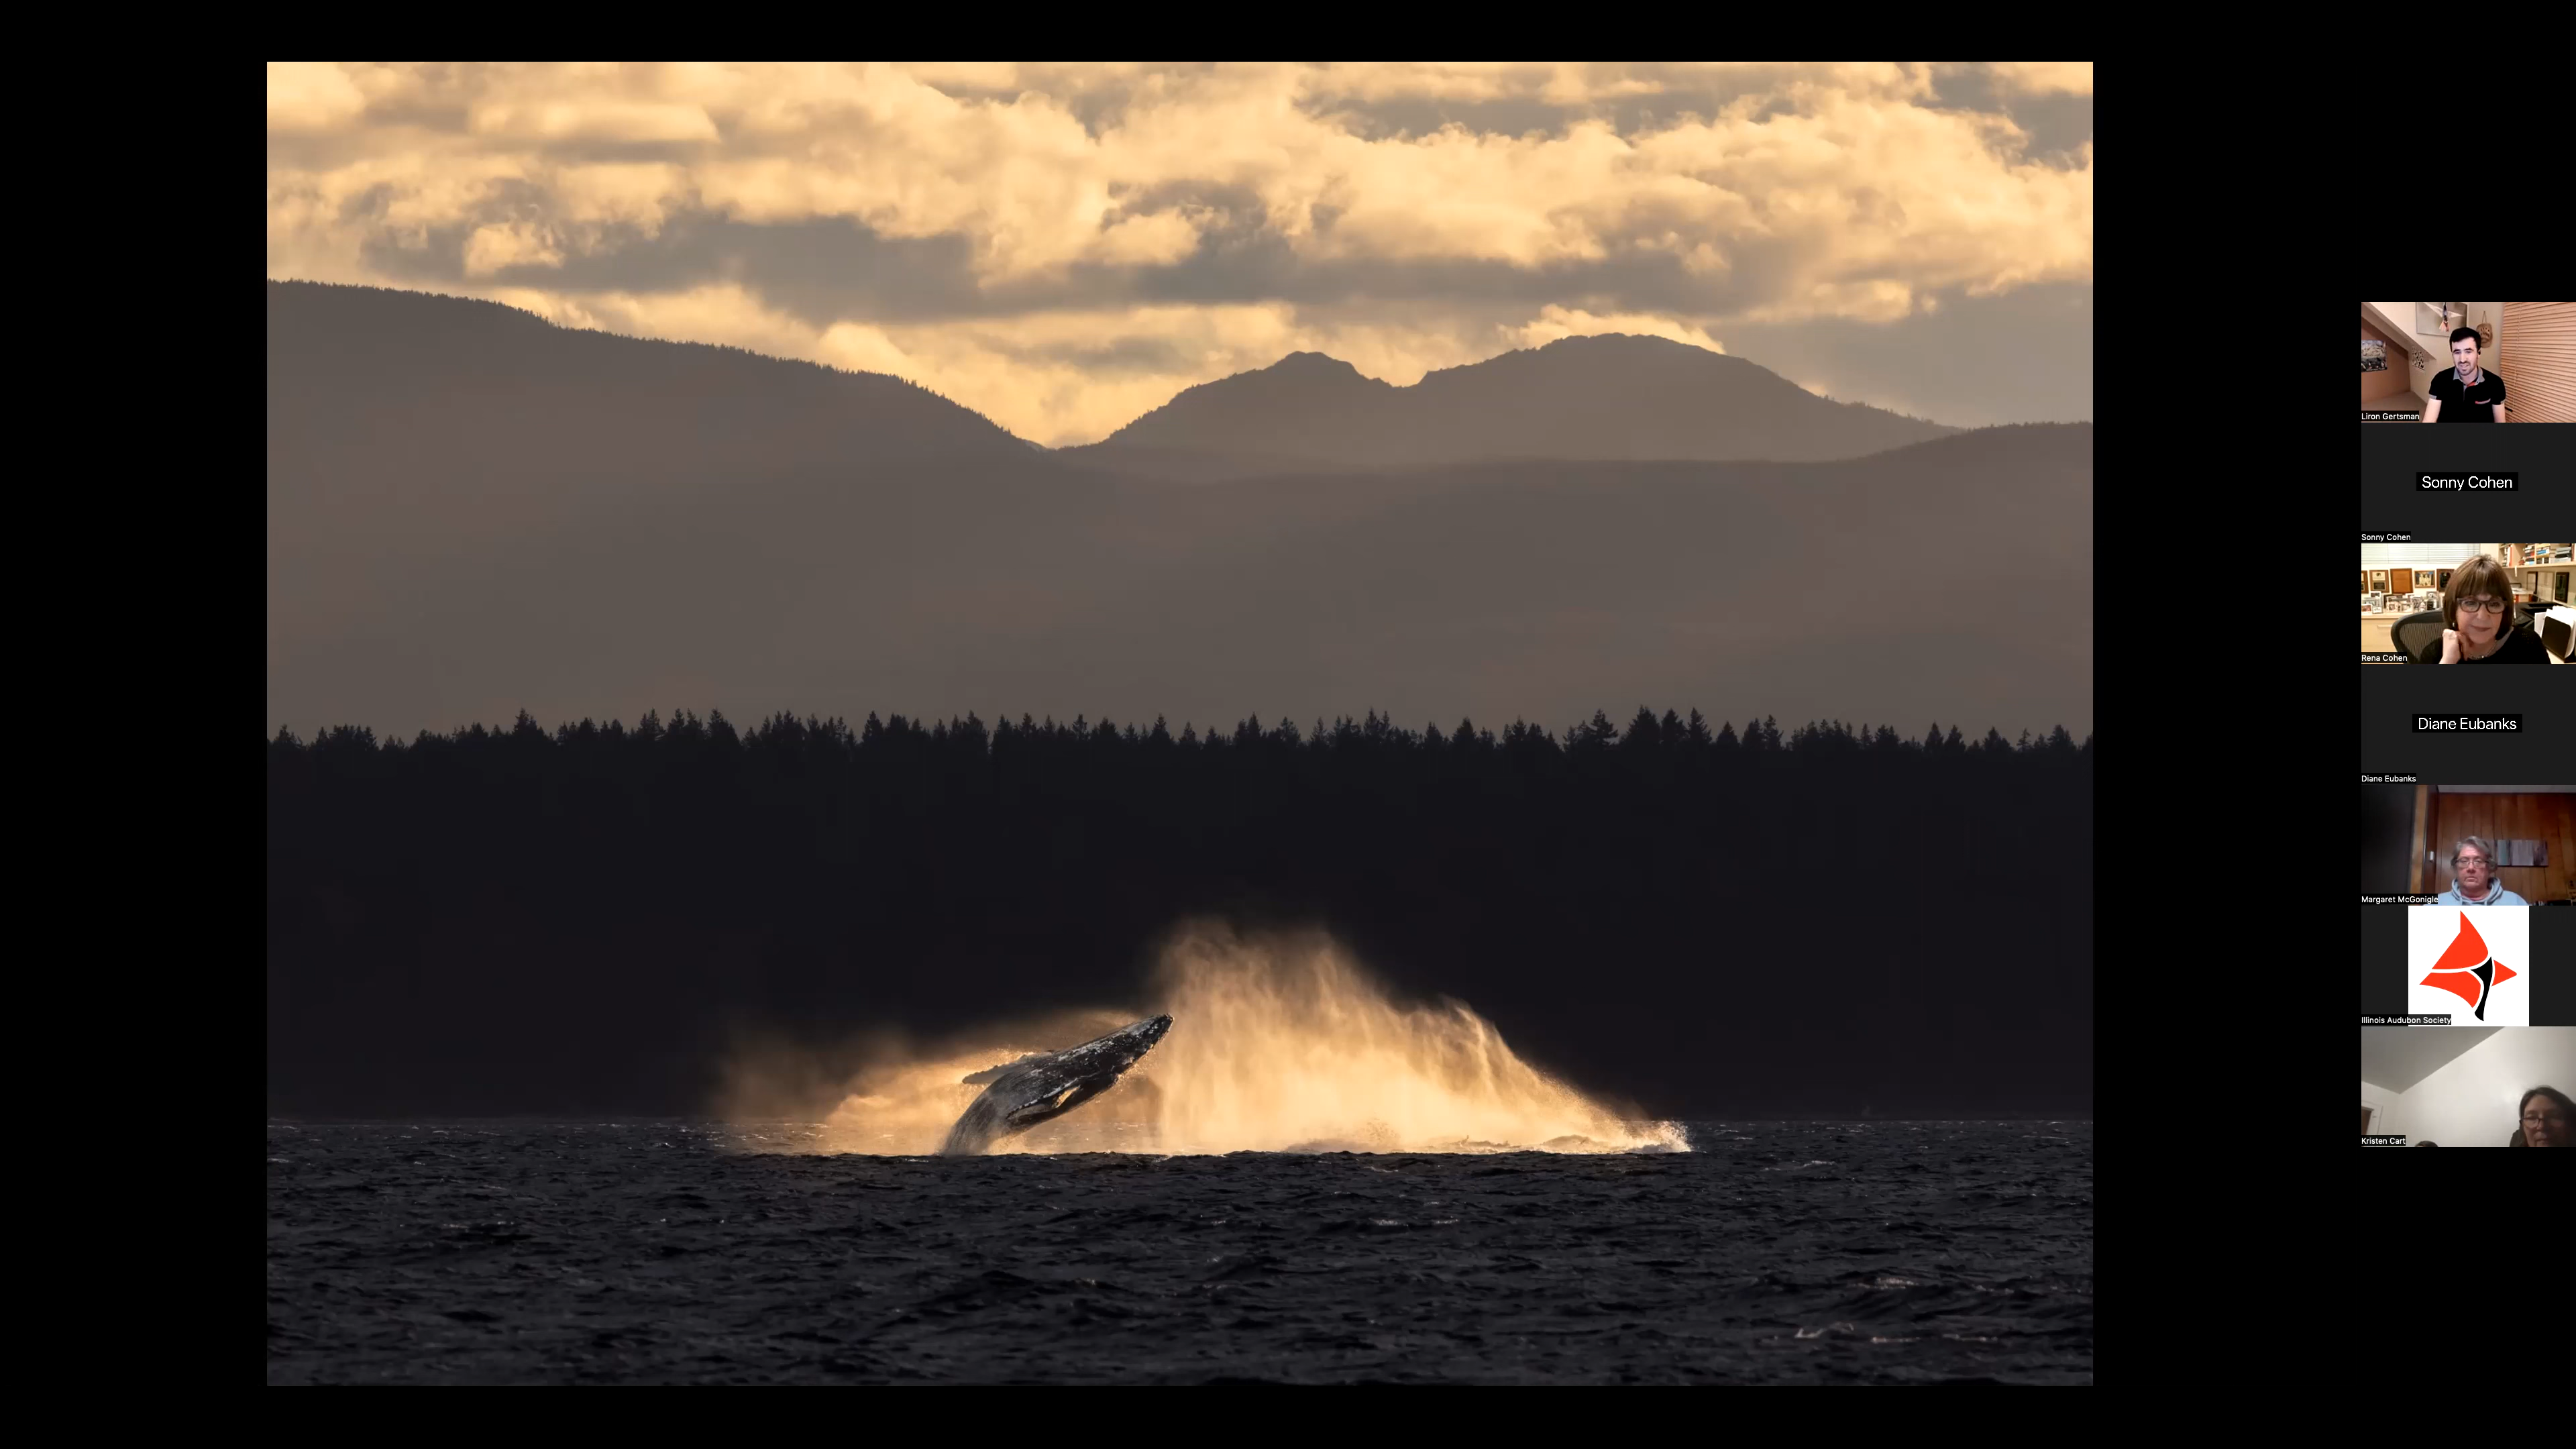 Liron Gertsman
Sonny Cohen
Sonny Cohen
Rena Cohen
Diane Eubanks
Diane Eubanks
Margaret McGonigle
Illinois Audubon Society
Kristen Cart